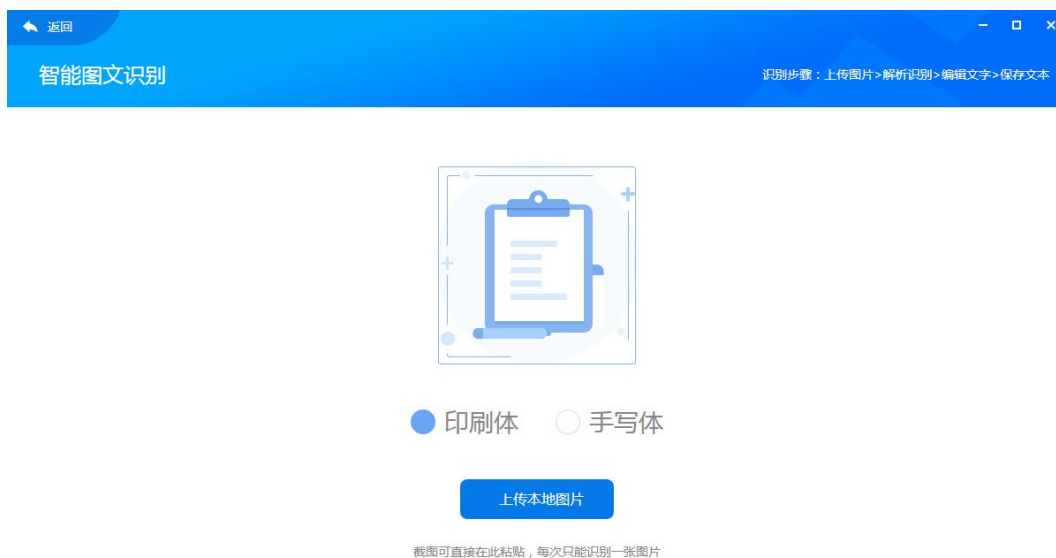 返回
智能图文识别
识别步骤：上传图片>解析识别>编辑文字>保存文本
印刷体
手写体
上传本地图片
截图可直接在此粘贴，每次只能识别一张图片